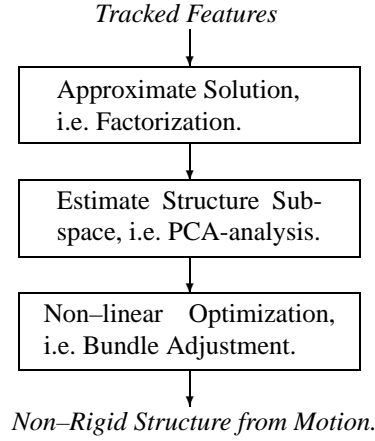 Tracked Features
Approximate Solution,
i.e. Factorization.
Estimate Structure Sub-
space, i.e. PCA-analysis.
Non–linear Optimization,
i.e. Bundle Adjustment.
Non–Rigid Structure from Motion.